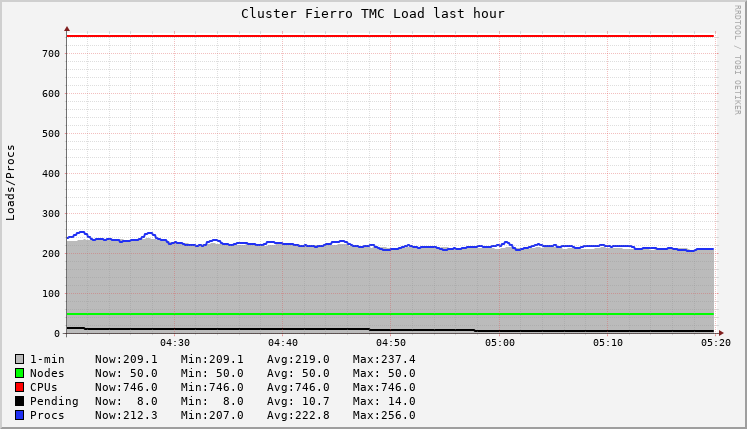 Cluster Fierro TMC Load last hour
RRDTOOL / TOBI OETIKER
Loads/Procs
700
600
500
400
300
200
100
0
04:30 04:40 04:50 05:00 05:10 05:20
1-min Now:209.1 Min:209.1 Avg:219.0 Max:237.4
Nodes Now: 50.0 Min: 50.0 Avg: 50.0 Max: 50.0
CPUs Now:746.0 Min:746.0 Avg:746.0 Max:746.0
Pending Now: 8.0 Min: 8.0 Avg: 10.7 Max: 14.0
Procs Now:212.3 Min:207.0 Avg:222.8 Max:256.0